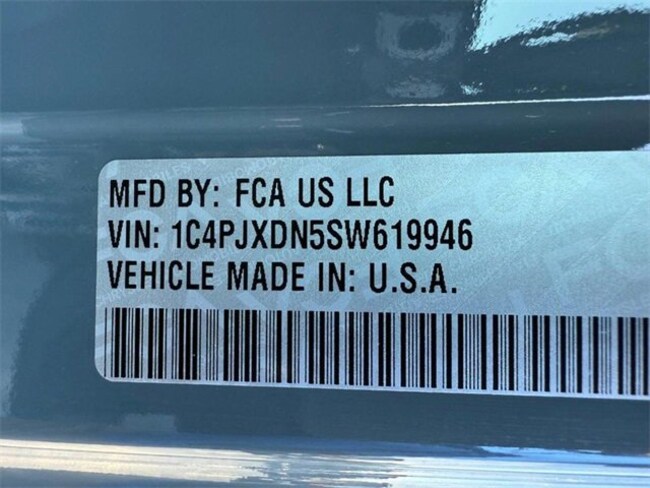 MFD BY: FCA US LLC
VIN: 1C4PJXDN5SW619946
VEHICLE MADE IN: U.S.A.